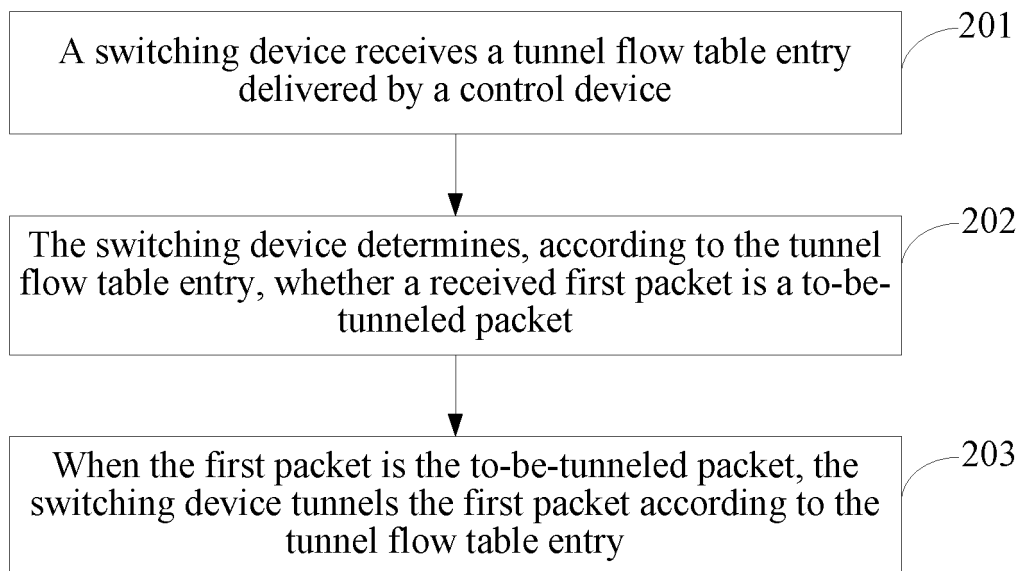 A switching device receives a tunnel flow table entry
delivered by a control device
201
The switching device determines, according to the tunnel
flow table entry, whether a received first packet is a to-be-
tunneled packet
202
When the first packet is the to-be-tunneled packet, the
switching device tunnels the first packet according to the
tunnel flow table entry
203